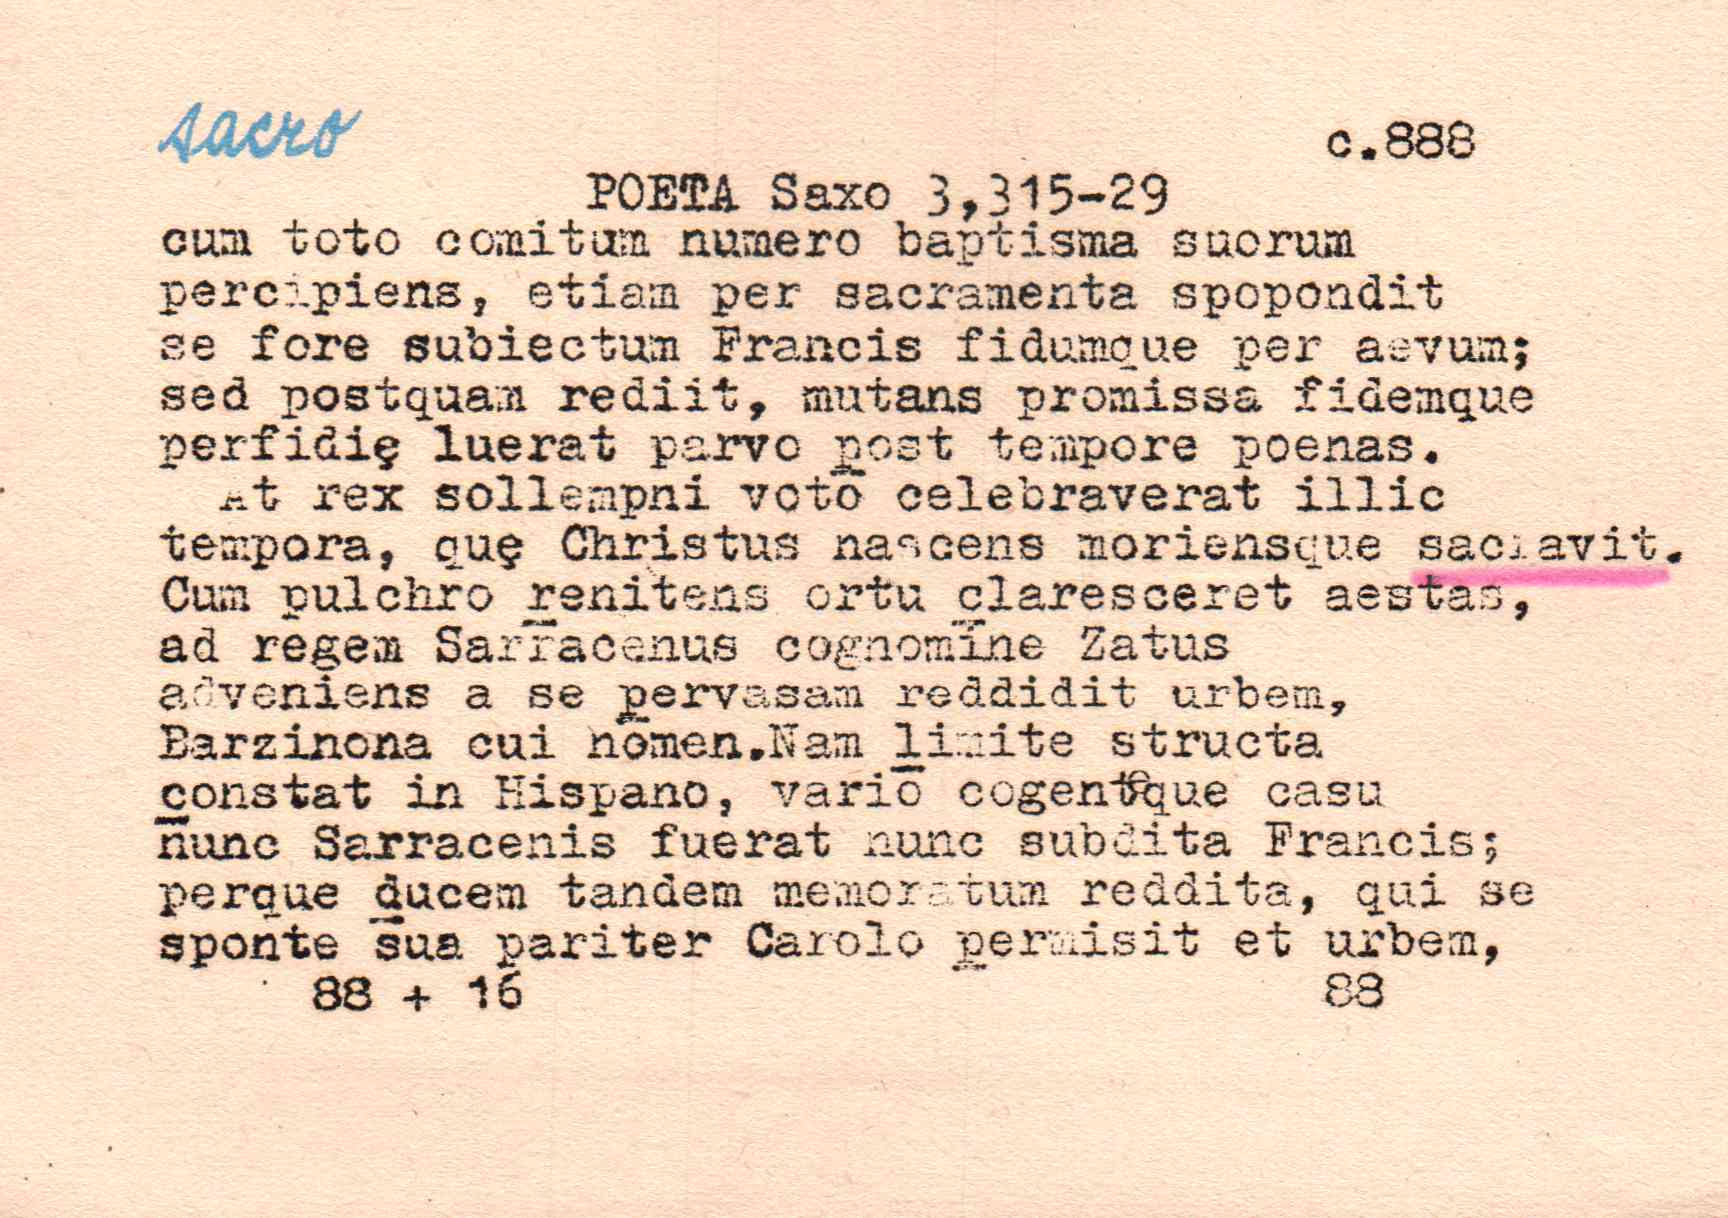 sacro
c.888
POETA Saxo 3,315-29
cum toto comitum numero baptisma suorum
percipiens, etiam per sacramenta spopondit
se fore subiectum Francis fidumque per aevum;
sed postquam rediit, mutans promissa fidemque
perfidię luerat parvo post tempore poenas.
At rex sollempni voto celebraverat illic
tempora, quę Christus nascens moriensque sacravit.
Cum pulchro renitens ortu claresceret aestas,
ad regem Sarracenus cognomine Zatus
adveniens a se pervasam reddidit urbem,
Barzinona cui nomen.Nam limite structa
constat in Hispano, vario cogenteque casu
nunc Sarracenis fuerat nunc subdita Francis;
perque ducem tandem memoratum reddita, qui se
sponte sua pariter Carolo permisit et urbem,
88 + 16 88